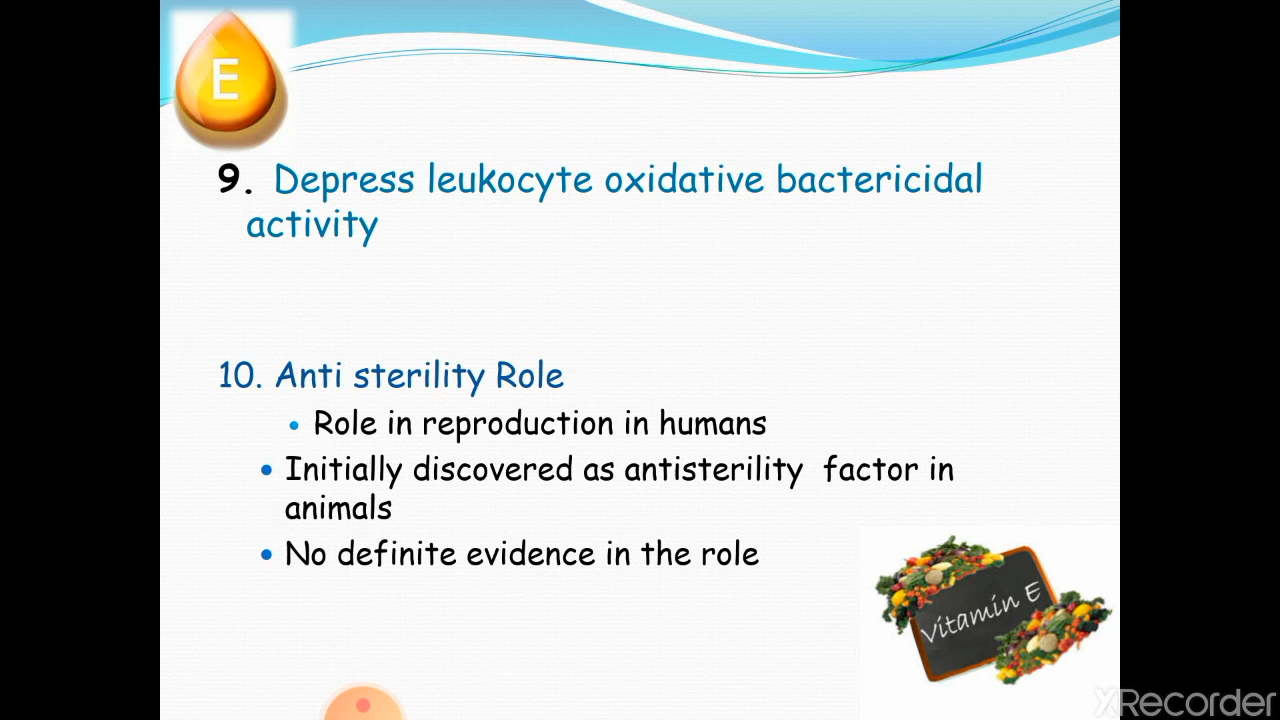 E
9. Depress leukocyte oxidative bactericidal
activity
10. Anti sterility Role
• Role in reproduction in humans
• Initially discovered as antisterility factor in
animals
• No definite evidence in the role
Vitamin E
XRecorder